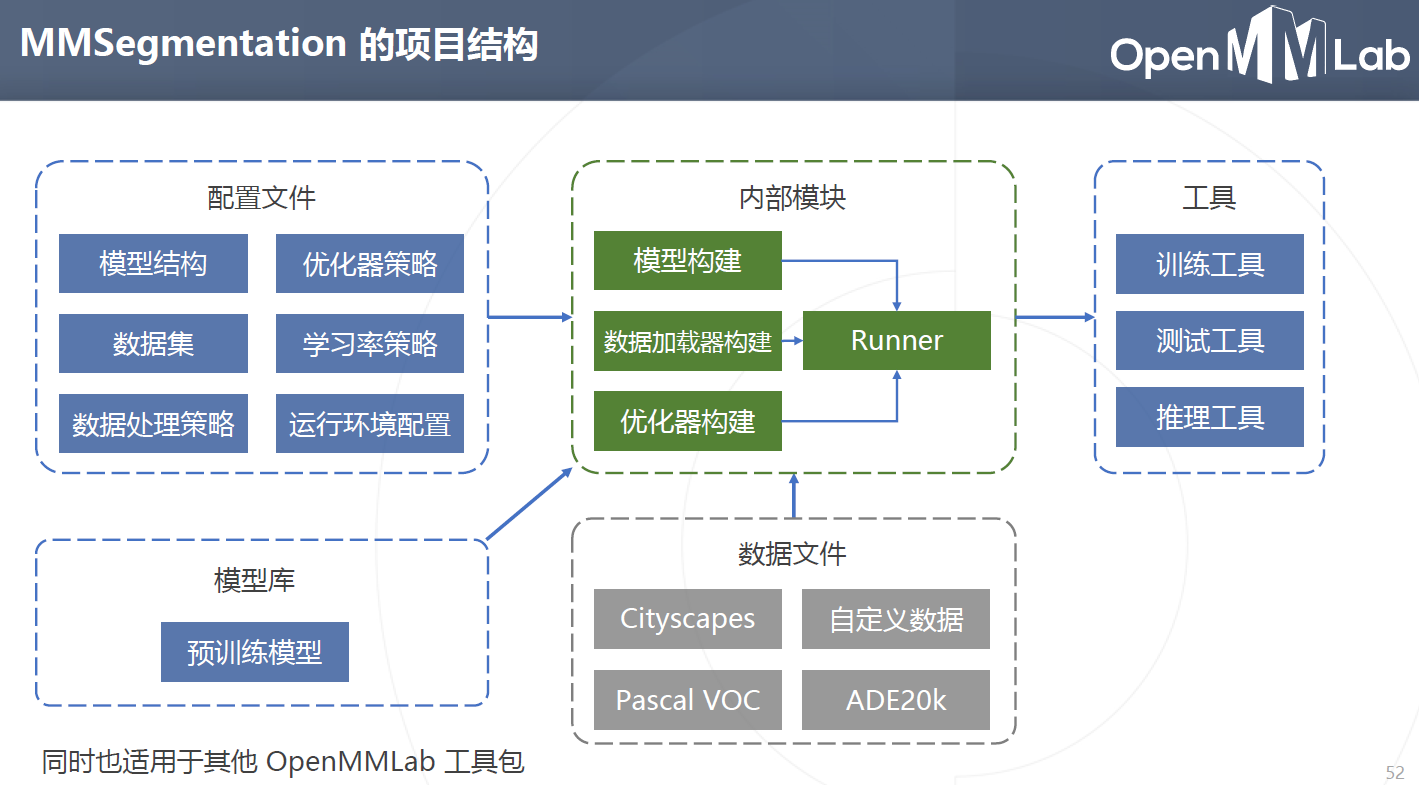 MMSegmentation 的项目结构
Open MM Lab
配置文件
模型结构
优化器策略
数据集
学习率策略
数据处理策略
运行环境配置
内部模块
模型构建
数据加载器构建
Runner
优化器构建
工具
训练工具
测试工具
推理工具
模型库
预训练模型
数据文件
Cityscapes
自定义数据
Pascal VOC
ADE20k
同时也适用于其他 OpenMMLab 工具包
52